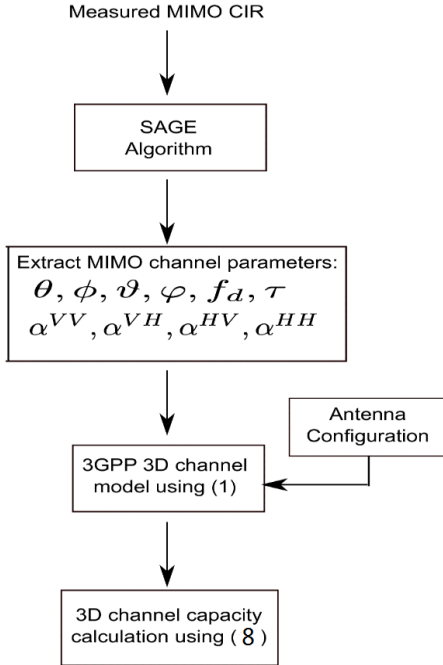 Measured MIMO CIR
SAGE
Algorithm
Extract MIMO channel parameters:
θ, ϕ, ϑ, φ, f_d, τ
α^{VV}, α^{VH}, α^{HV}, α^{HH}
Antenna
Configuration
3GPP 3D channel
model using (1)
3D channel capacity
calculation using (8)